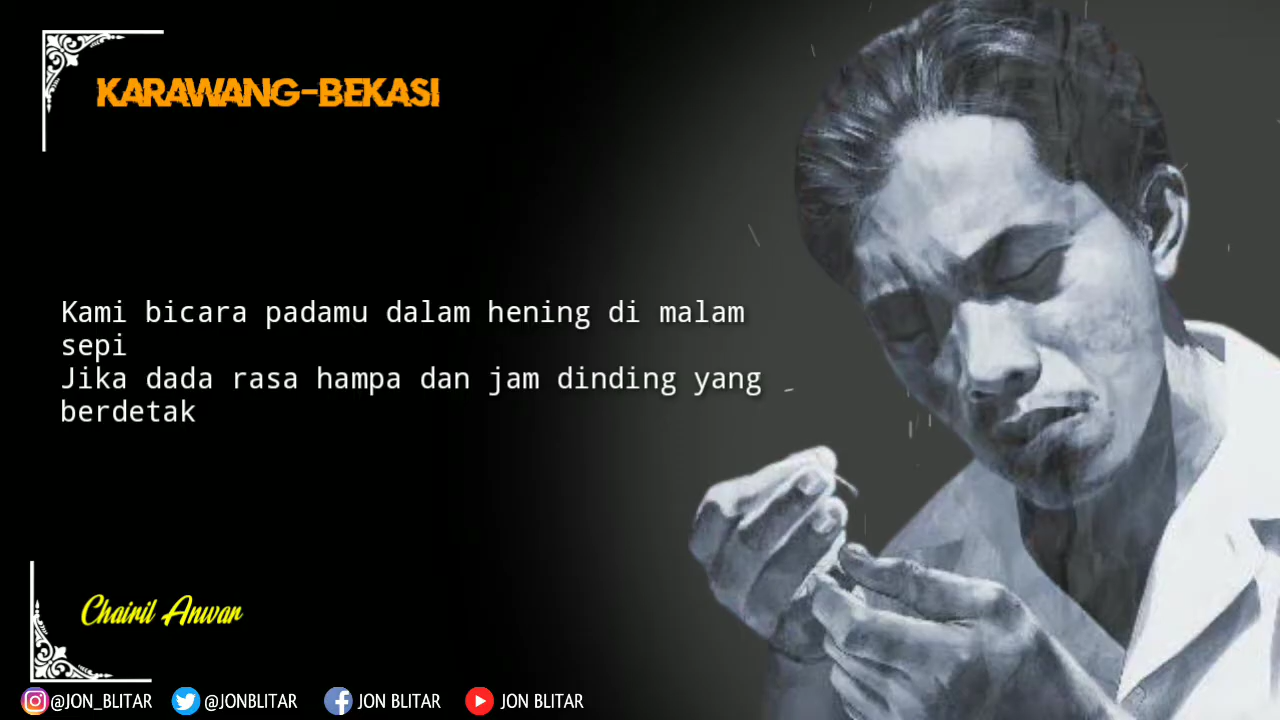 KARAWANG-BEKASI
Kami bicara padamu dalam hening di malam
sepi
Jika dada rasa hampa dan jam dinding yang
berdetak
Chairil Anwar
@JON_BLITAR @JONBLITAR JON BLITAR JON BLITAR